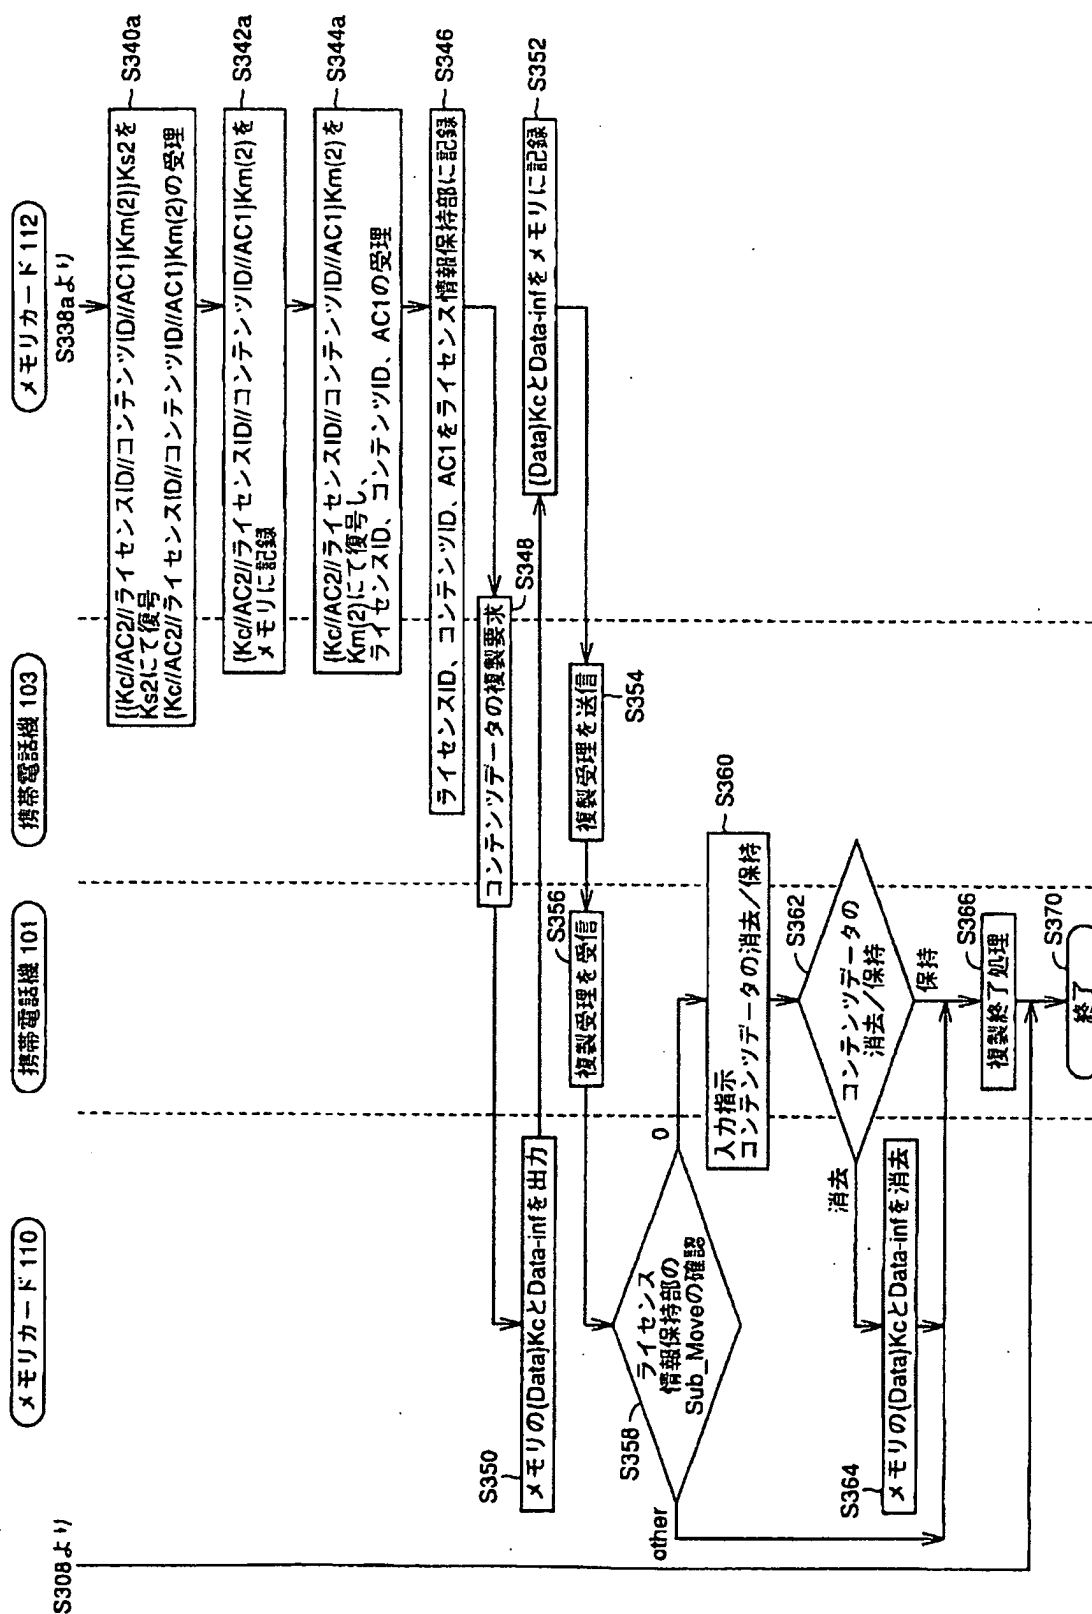 メモリカード 110
携帯電話機 101
携帯電話機 103
メモリカード 112
S308より
S338aより
{{Kc//AC2//ライセンスID//コンテンツID//AC1}Km(2)}Ks2を
Ks2にて復号
{Kc//AC2//ライセンスID//コンテンツID//AC1}Km(2)の受理
S340a
{Kc//AC2//ライセンスID//コンテンツID//AC1}Km(2)を
メモリに記録
S342a
{Kc//AC2//ライセンスID//コンテンツID//AC1}Km(2)を
Km(2)にて復号し、
ライセンスID、コンテンツID、AC1の受理
S344a
ライセンスID、コンテンツID、AC1をライセンス情報保持部に記録
S346
コンテンツデータの複製要求
S348
S350
メモリの{Data}KcとData-infを出力
{Data}KcとData-infをメモリに記録
S352
複製受理を送信
S354
複製受理を受信
S356
S358
ライセンス
情報保持部の
Sub_Moveの確認
other
0
入力指示
コンテンツデータの消去/保持
S360
コンテンツデータの
消去/保持
S362
消去
保持
S364
メモリの{Data}KcとData-infを消去
複製終了処理
S366
終了
S370